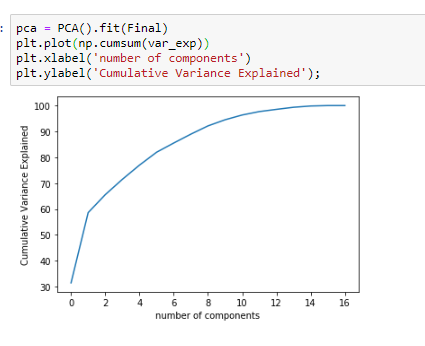 :
pca = PCA().fit(Final)
plt.plot(np.cumsum(var_exp))
plt.xlabel('number of components')
plt.ylabel('Cumulative Variance Explained');
Cumulative Variance Explained
100
90
80
70
60
50
40
30
0 2 4 6 8 10 12 14 16
number of components